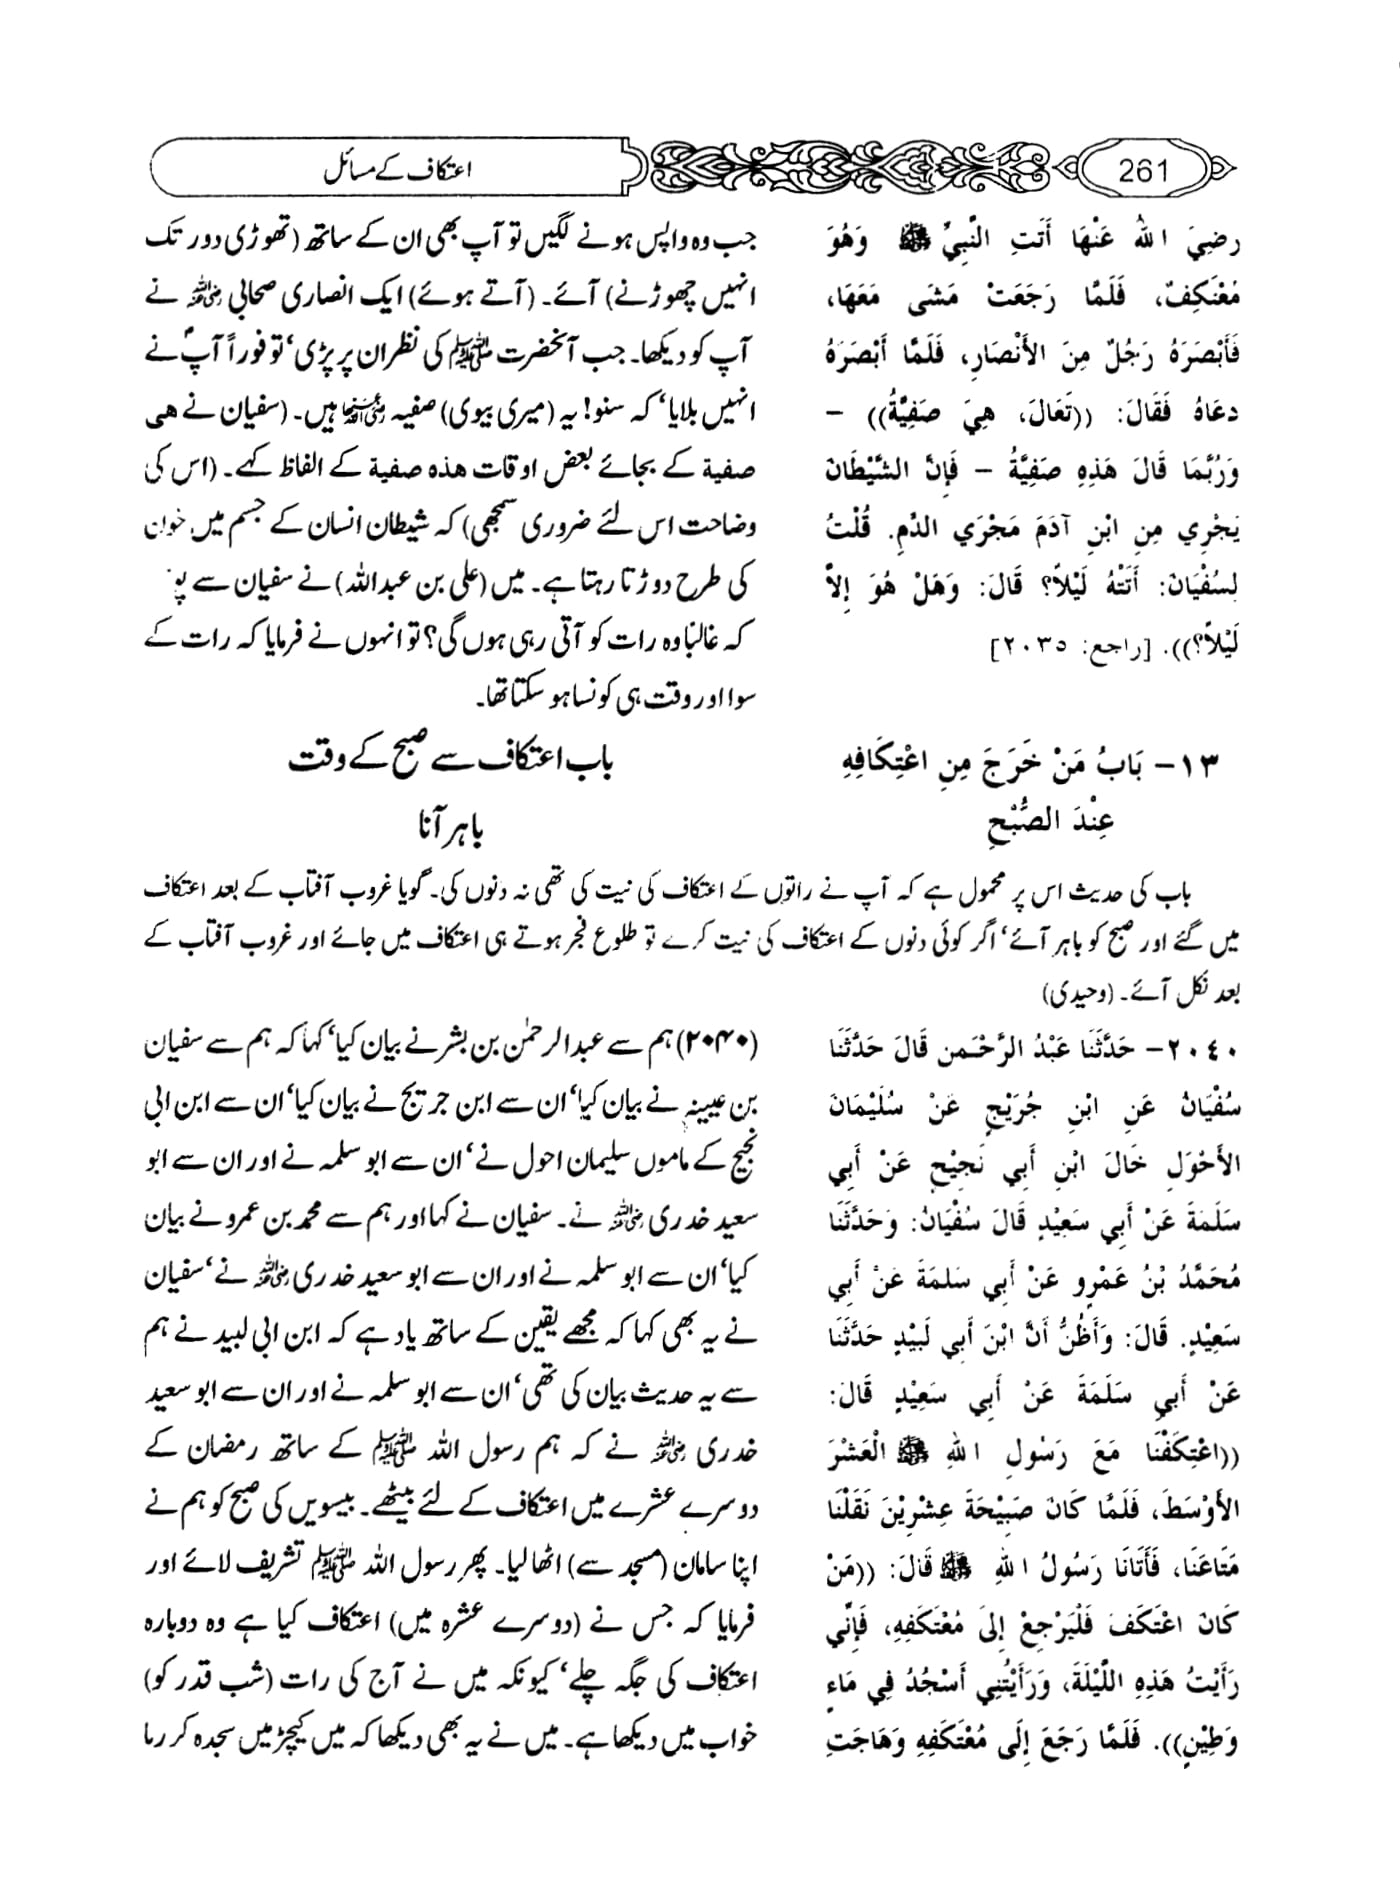 261
اعتکاف کے مسائل
رضِيَ اللهُ عَنْهَا أَتَتِ النَّبِيَّ ﷺ وَهُوَ
مُعْتَكِفٌ، فَلَمَّا رَجَعَتْ مَشَى مَعَهَا،
فَأَبْصَرَهُ رَجُلٌ مِنَ الأَنْصَارِ، فَلَمَّا أَبْصَرَهُ
دعَاهُ فَقَالَ: ((تَعَالَ، هِيَ صَفِيَّةُ)) –
وَرُبَّمَا قَالَ هَذِهِ صَفِيَّةُ – فَإِنَّ الشَّيْطَانَ
يَجْرِي مِنِ ابْنِ آدَمَ مَجْرَي الدَّمِ. قُلْتُ
لِسُفْيَانَ: أَتَتْهُ لَيْلاً؟ قَالَ: وَهَلْ هُوَ إِلاَّ
لَيْلاً؟)). [راجع: ٢٠٣٥]
جب وہ واپس ہونے لگیں تو آپ بھی ان کے ساتھ (تھوڑی دور تک
انہیں چھوڑنے) آئے۔ (آتے ہوئے) ایک انصاری صحابی رضی اللہ عنہ نے
آپ کو دیکھا۔ جب آنحضرت ﷺ کی نظر ان پر پڑی‘ تو فوراً آپؐ نے
انہیں بلایا‘ کہ سنو! یہ (میری بیوی) صفیہ رضی اللہ عنہا ہیں۔ (سفیان نے ھی
صفیة کے بجائے بعض اوقات ھذہ صفیة کے الفاظ کہے۔ (اس کی
وضاحت اس لئے ضروری سمجھی) کہ شیطان انسان کے جسم میں خون
کی طرح دوڑتا رہتا ہے۔ میں (علی بن عبداللہ) نے سفیان سے
کہ غالباً وہ رات کو آتی رہی ہوں گی؟ تو انہوں نے فرمایا کہ رات کے
سوا اور وقت ہی کونسا ہو سکتا تھا۔
١٣– بَابُ مَنْ خَرَجَ مِنِ اعْتِكَافِهِ
عِنْدَ الصُّبْحِ
باب اعتکاف سے صبح کے وقت
باہر آنا
باب کی حدیث اس پر محمول ہے کہ آپ نے راتوں کے اعتکاف کی نیت کی تھی نہ دنوں کی۔ گویا غروب آفتاب کے بعد اعتکاف
میں گئے اور صبح کو باہر آئے‘ اگر کوئی دنوں کے اعتکاف کی نیت کرے تو طلوع فجر ہوتے ہی اعتکاف میں جائے اور غروب آفتاب کے
بعد نکل آئے۔ (وحیدی)
٢٠٤٠– حَدَّثَنَا عَبْدُ الرَّحْـمنِ قَالَ حَدَّثَنَا
سُفْيَانُ عَنِ ابْنِ جُرَيْجٍ عَنْ سُلَيْمَانَ
الأَحْوَلِ خَالَ ابْنِ أَبِي نَجِيْحٍ عَنْ أَبِي
سَلَمَةَ عَنْ أَبِي سَعِيْدٍ قَالَ سُفْيَانُ: وَحَدَّثَنَا
مُحَمَّدُ بْنُ عَمْرٍو عَنْ أَبِي سَلَمَةَ عَنْ أَبِي
سَعِيْدٍ. قَالَ: وَأَظُنُّ أَنَّ ابْنَ أَبِي لَبِيْدٍ حَدَّثَنَا
عَنْ أَبِي سَلَمَةَ عَنْ أَبِي سَعِيْدٍ قَالَ:
((اعْتِكَفْنَا مَعَ رَسُولِ اللهِ ﷺ الْعَشْرَ
الأَوْسَطَ، فَلَمَّا كَانَ صَبِيْحَةَ عِشْرِيْنَ نَقَلْنَا
مَتَاعَنَا، فَأَتَانَا رَسُولُ اللهِ ﷺ قَالَ: ((مَنْ
كَانَ اعْتَكَفَ فَلْيَرْجِعْ إِلَى مُعْتَكَفِهِ، فَإِنِّي
رَأَيْتُ هَذِهِ اللَّيْلَةَ، وَرَأَيْتُنِي أَسْجُدُ فِي مَاءٍ
وَطِيْنٍ)). فَلَمَّا رَجَعَ إِلَى مُعْتَكَفِهِ وَهَاجَتِ
(۲۰۴۰) ہم سے عبدالرحمٰن بن بشر نے بیان کیا‘ کہا کہ ہم سے سفیان
بن عیینہ نے بیان کیا‘ ان سے ابن جریج نے بیان کیا‘ ان سے ابن ابی
نجیح کے ماموں سلیمان احول نے‘ ان سے ابو سلمہ نے اور ان سے ابو
سعید خدری رضی اللہ عنہ نے۔ سفیان نے کہا اور ہم سے محمد بن عمرو نے بیان
کیا‘ ان سے ابو سلمہ نے اور ان سے ابو سعید خدری رضی اللہ عنہ نے‘ سفیان
نے یہ بھی کہا کہ مجھے یقین کے ساتھ یاد ہے کہ ابن ابی لبید نے ہم
سے یہ حدیث بیان کی تھی‘ ان سے ابو سلمہ نے اور ان سے ابو سعید
خدری رضی اللہ عنہ نے کہ ہم رسول اللہ ﷺ کے ساتھ رمضان کے
دوسرے عشرے میں اعتکاف کے لئے بیٹھے۔ بیسویں کی صبح کو ہم نے
اپنا سامان (مسجد سے) اٹھا لیا۔ پھر رسول اللہ ﷺ تشریف لائے اور
فرمایا کہ جس نے (دوسرے عشرہ میں) اعتکاف کیا ہے وہ دوبارہ
اعتکاف کی جگہ چلے‘ کیونکہ میں نے آج کی رات (شب قدر کو)
خواب میں دیکھا ہے۔ میں نے یہ بھی دیکھا کہ میں کیچڑ میں سجدہ کر رہا